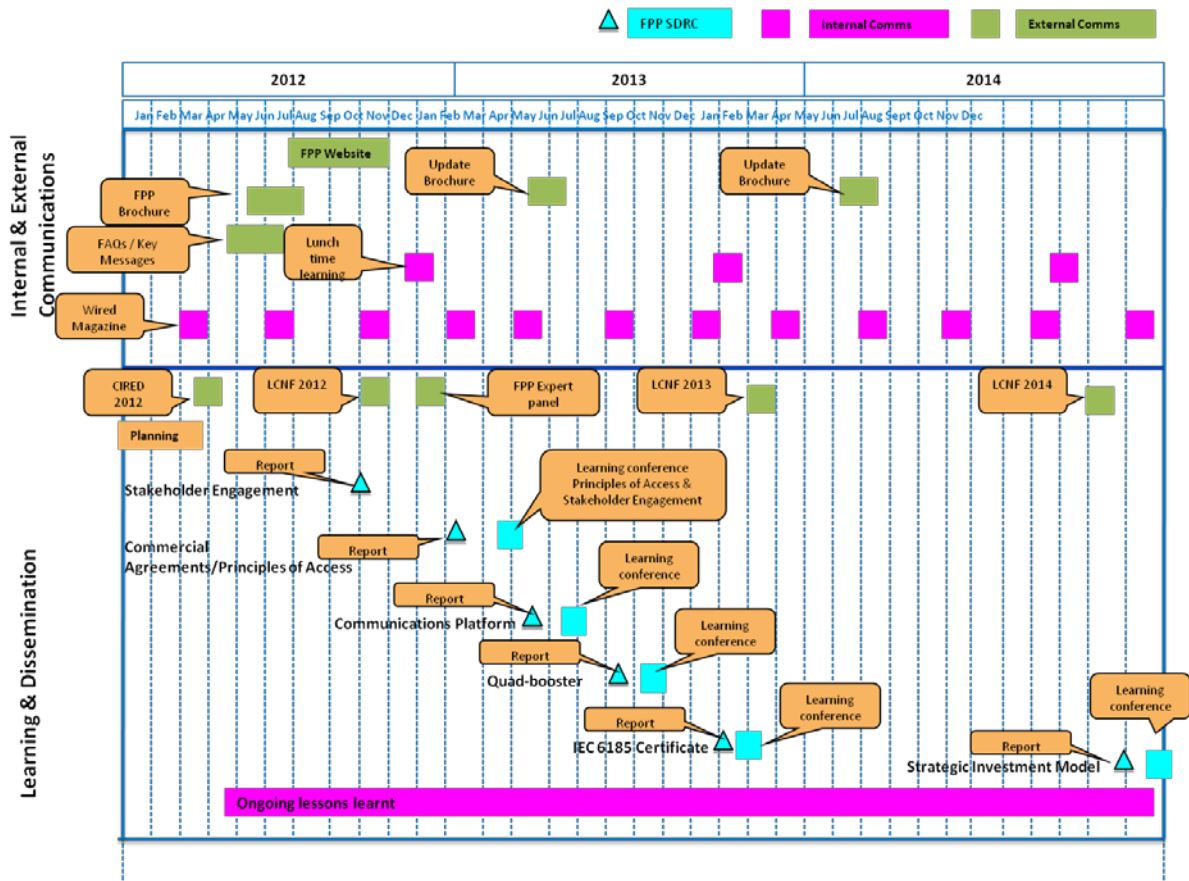 FPP SDRC
Internal Comms
External Comms
2012
2013
2014
Jan Feb Mar Apr May Jun Jul Aug Sep Oct Nov Dec Jan Feb Mar Apr May Jun Jul Aug Sep Oct Nov Dec Jan Feb Mar Apr May Jun Jul Aug Sept Oct Nov Dec
Internal & External
Communications
FPP Website
FPP
Brochure
Update
Brochure
Update
Brochure
FAQs / Key
Messages
Lunch
time
learning
Wired
Magazine
CIRED
2012
LCNF 2012
FPP Expert
panel
LCNF 2013
LCNF 2014
Planning
Learning & Dissemination
Report
Stakeholder Engagement
Learning conference
Principles of Access &
Stakeholder Engagement
Report
Commercial
Agreements/Principles of Access
Learning
conference
Report
Communications Platform
Learning
conference
Report
Quad-booster
Learning
conference
Report
IEC 6185 Certificate
Learning
conference
Report
Strategic Investment Model
Ongoing lessons learnt